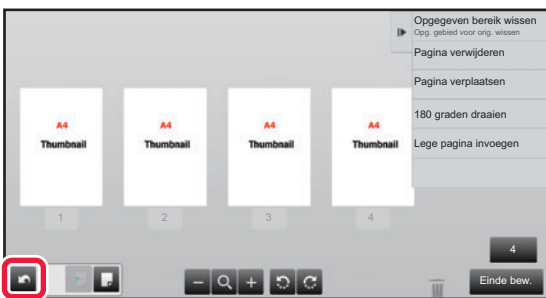 Opgegeven bereik wissen
Opg. gebied voor orig. wissen
Pagina verwijderen
Pagina verplaatsen
180 graden draaien
Lege pagina invoegen
A4
Thumbnail
A4
Thumbnail
A4
Thumbnail
A4
Thumbnail
1
2
3
4
4
Einde bew.